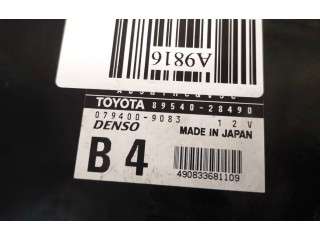 A9816
TOYOTA 89540-28490
079400-9083 12V
DENSO MADE IN JAPAN
B4
490833681109